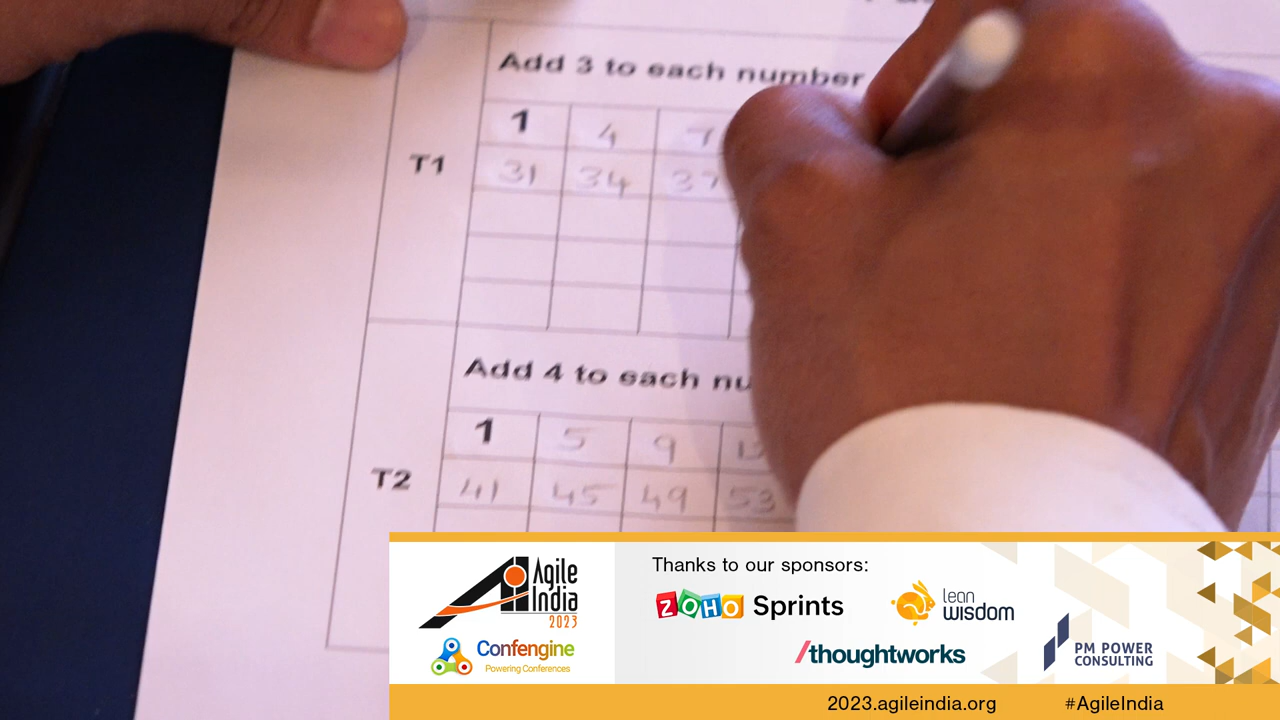 Add 3 to each number
1 4 7
T1
31 34 37
Add 4 to each nu
1 5 9
T2
41 45 49 53
Agile
India
2023
Confengine
Powering Conferences
Thanks to our sponsors:
ZOHO Sprints
lean
wisdom
/thoughtworks
PM POWER
CONSULTING
2023.agileindia.org #AgileIndia